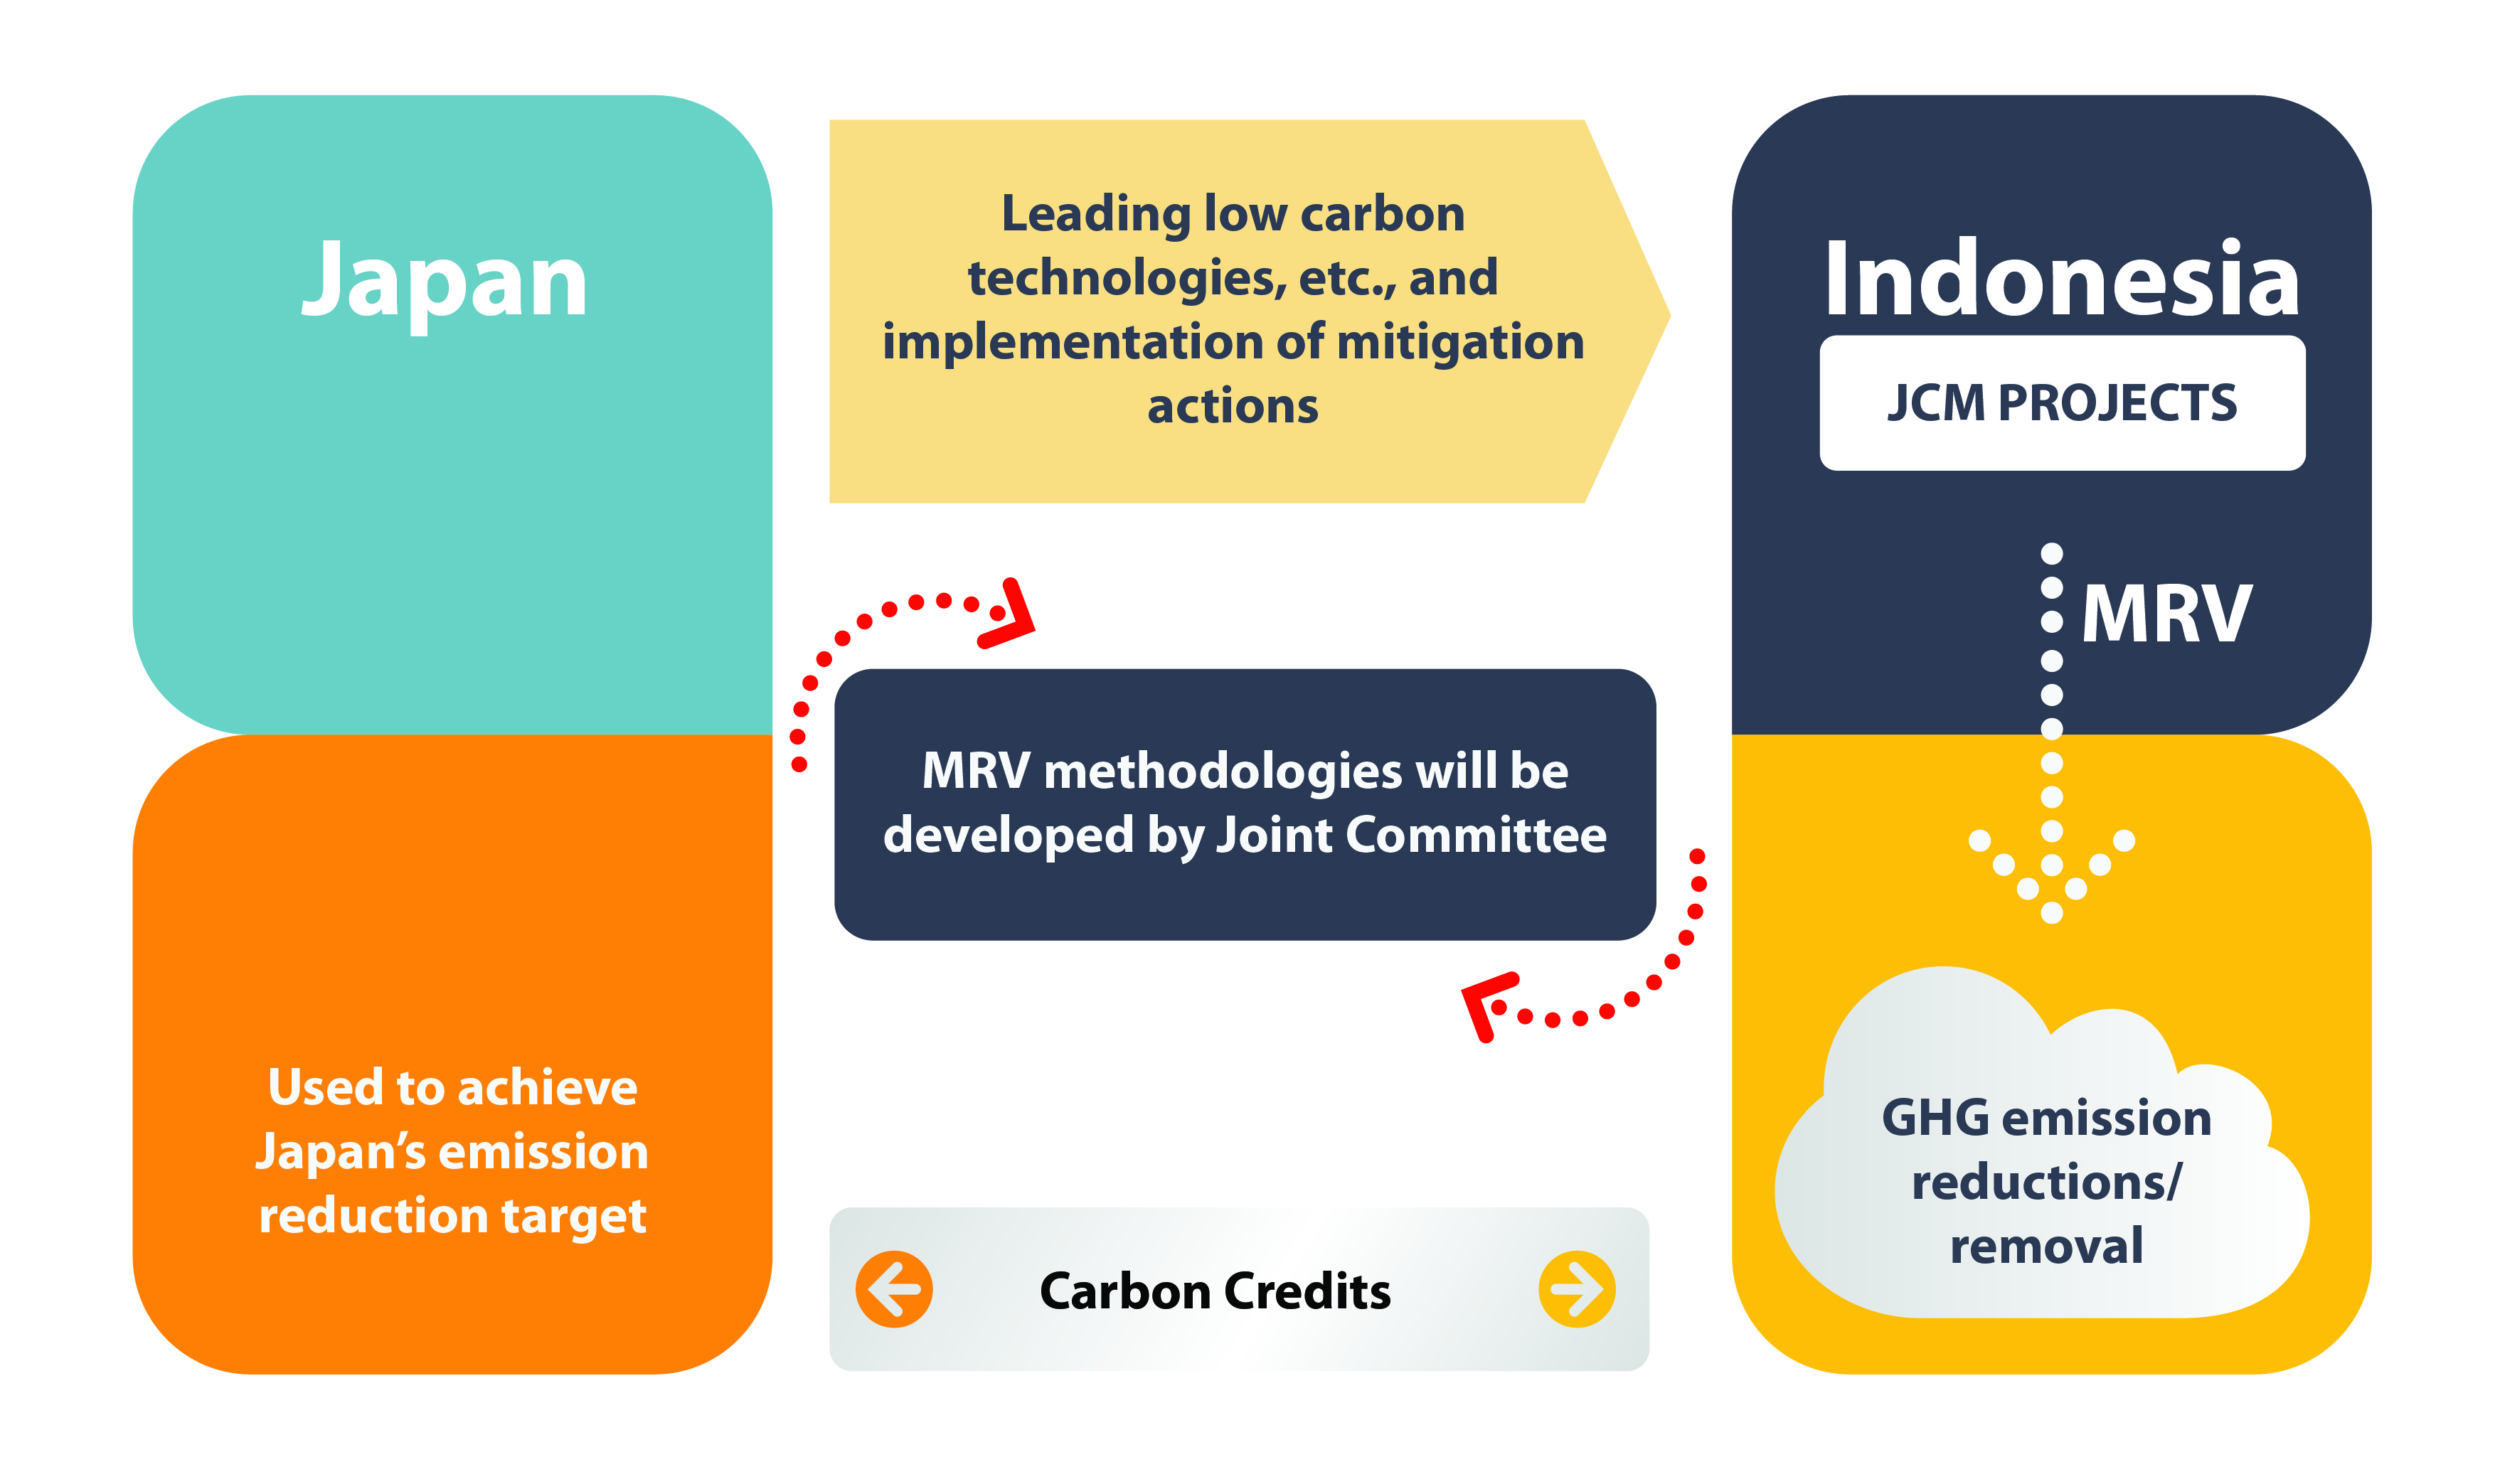 Japan
Leading low carbon
technologies, etc., and
implementation of mitigation
actions
Indonesia
JCM PROJECTS
MRV
MRV methodologies will be
developed by Joint Committee
Used to achieve
Japan’s emission
reduction target
Carbon Credits
GHG emission
reductions/
removal